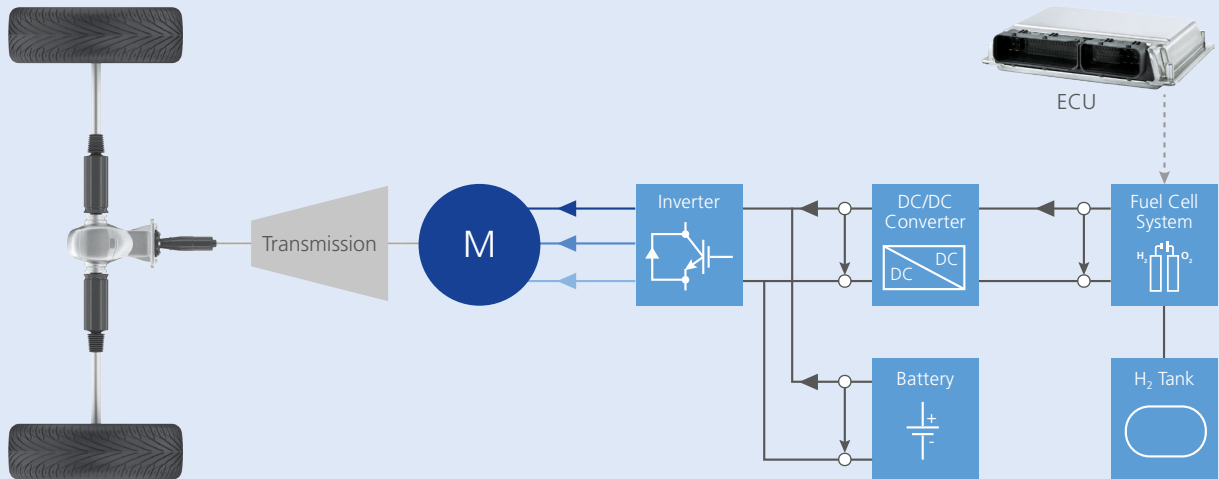 ECU
Transmission
M
Inverter
DC/DC
Converter
DC
DC
Fuel Cell
System
H₂ O₂
Battery
+
-
H₂ Tank